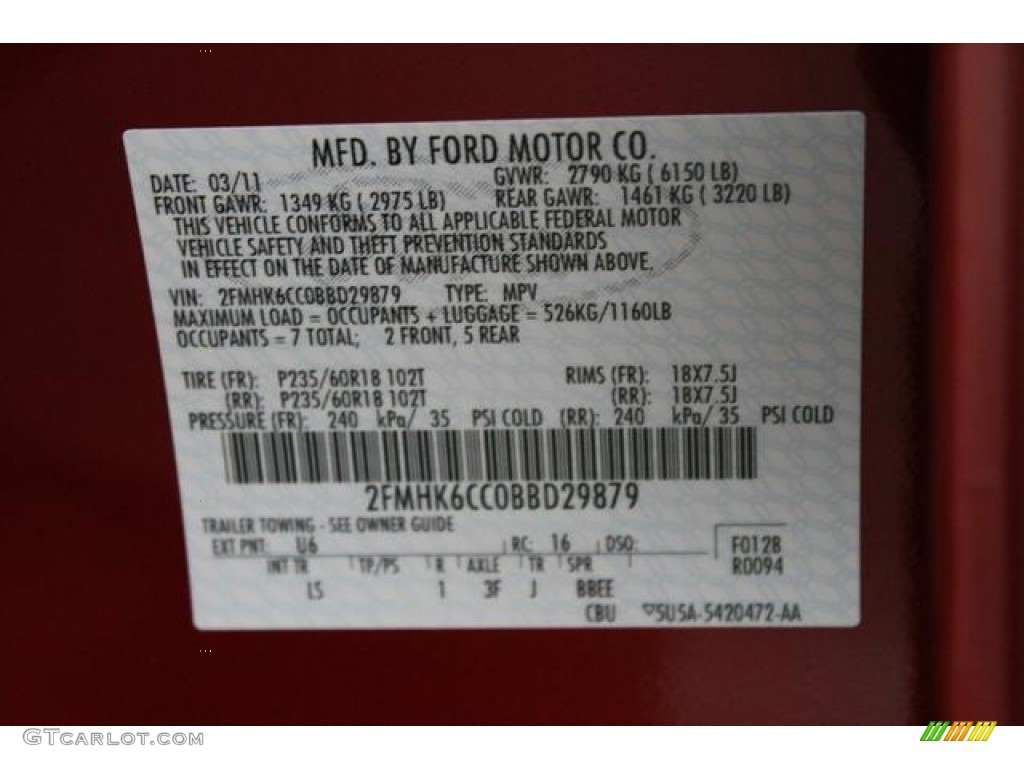 MFD. BY FORD MOTOR CO.
DATE: 03/11 GVWR: 2790 KG ( 6150 LB)
FRONT GAWR: 1349 KG ( 2975 LB) REAR GAWR: 1461 KG ( 3220 LB)
THIS VEHICLE CONFORMS TO ALL APPLICABLE FEDERAL MOTOR
VEHICLE SAFETY AND THEFT PREVENTION STANDARDS
IN EFFECT ON THE DATE OF MANUFACTURE SHOWN ABOVE.
VIN: 2FMHK6CC0BBD29879 TYPE: MPV
MAXIMUM LOAD = OCCUPANTS + LUGGAGE = 526KG/1160LB
OCCUPANTS = 7 TOTAL; 2 FRONT, 5 REAR
TIRE (FR): P235/60R18 102T RIMS (FR): 18X7.5J
(RR): P235/60R18 102T (RR): 18X7.5J
PRESSURE (FR): 240 kPa/ 35 PSI COLD (RR): 240 kPa/ 35 PSI COLD
2FMHK6CC0BBD29879
TRAILER TOWING - SEE OWNER GUIDE
EXT PNT: U6 RC: 16 DSO: F0128
INT TR TP/PS R AXLE TR SPR R0094
LS 1 3F J BBEE
CBU 5U5A-5420472-AA
GTCARLOT.COM